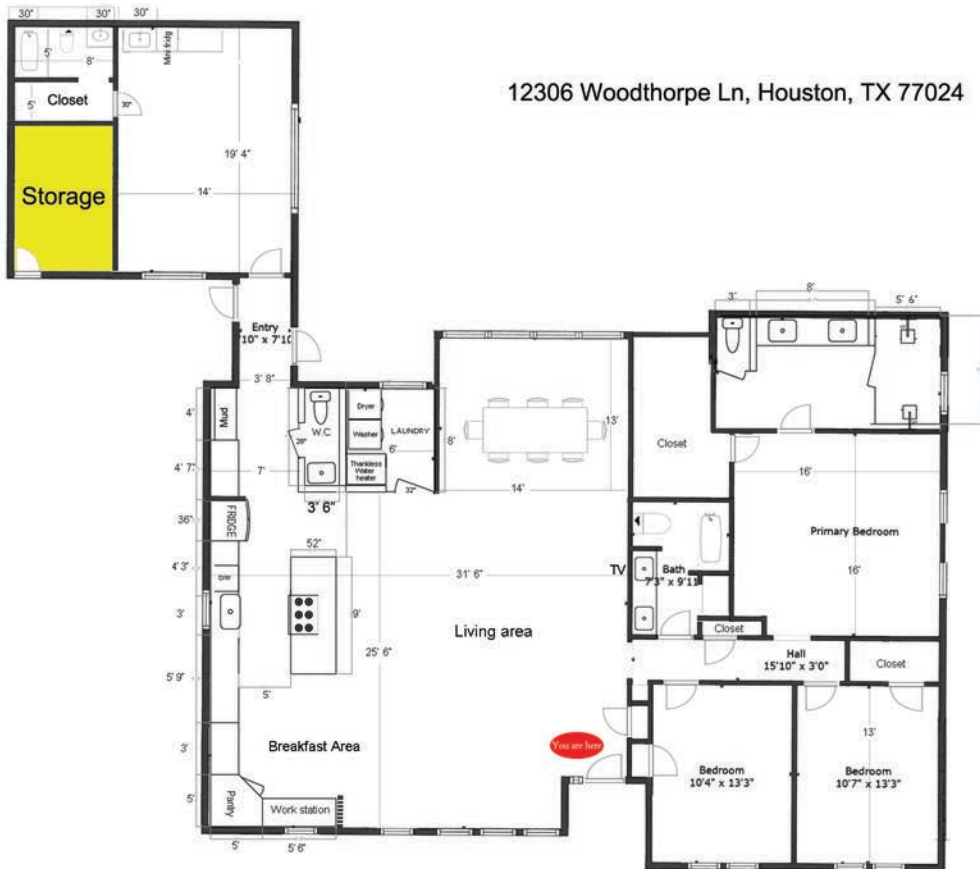 30"
30"
30"
Mini fridg
5'
8'
12306 Woodthorpe Ln, Houston, TX 77024
5'
Closet
30"
19' 4"
14'
Storage
Entry
'10" x 7'10
3' 8"
3'
8'
5' 6"
4'
Mud
W.C
28"
Dryer
Washer
Thankless
Water
heater
LAUNDRY
6'
32"
8'
13'
14'
Closet
4' 7"
7'
3' 6"
16'
Primary Bedroom
16'
36"
FRIDGE
52"
4' 3"
D/W
31' 6"
TV
Bath
7'3" x 9'11
3'
9'
25' 6"
Living area
Closet
Hall
15'10" x 3'0"
Closet
5' 9"
5'
3'
Breakfast Area
You are here
13'
Bedroom
10'4" x 13'3"
Bedroom
10'7" x 13'3"
5'
Pantry
Work station
5'
5' 6"